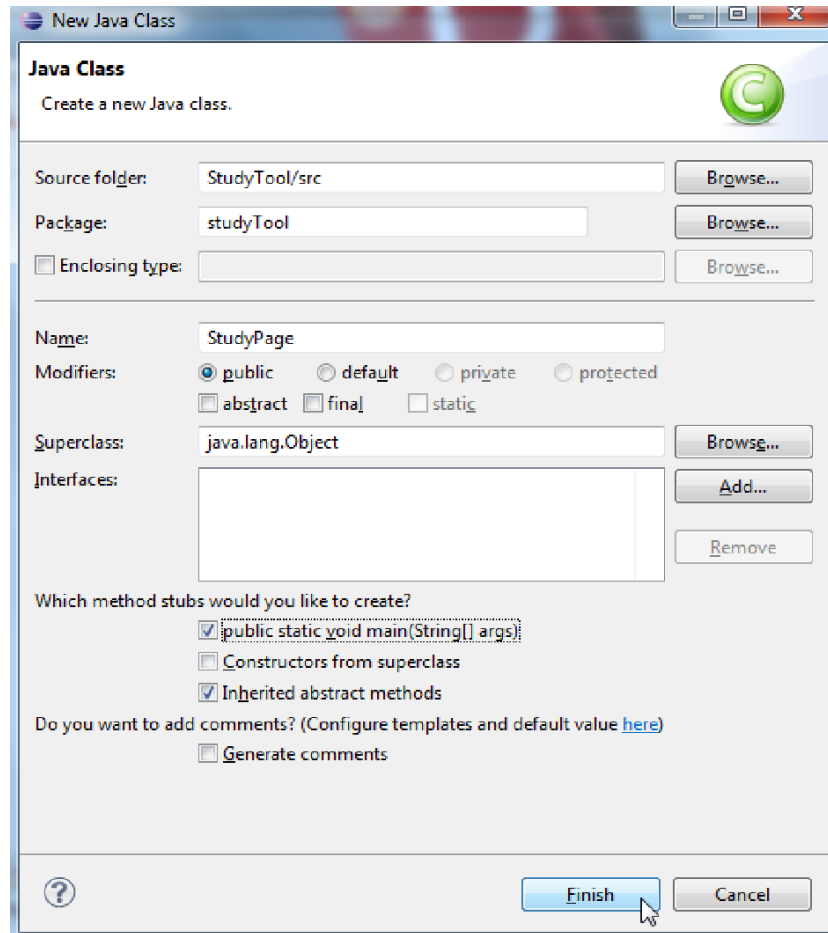 New Java Class
Java Class
Create a new Java class.
Source folder: StudyTool/src Browse...
Package: studyTool Browse...
Enclosing type: Browse...
Name: StudyPage
Modifiers: public default private protected
abstract final static
Superclass: java.lang.Object Browse...
Interfaces: Add...
Remove
Which method stubs would you like to create?
public static void main(String[] args)
Constructors from superclass
Inherited abstract methods
Do you want to add comments? (Configure templates and default value here)
Generate comments
Finish Cancel